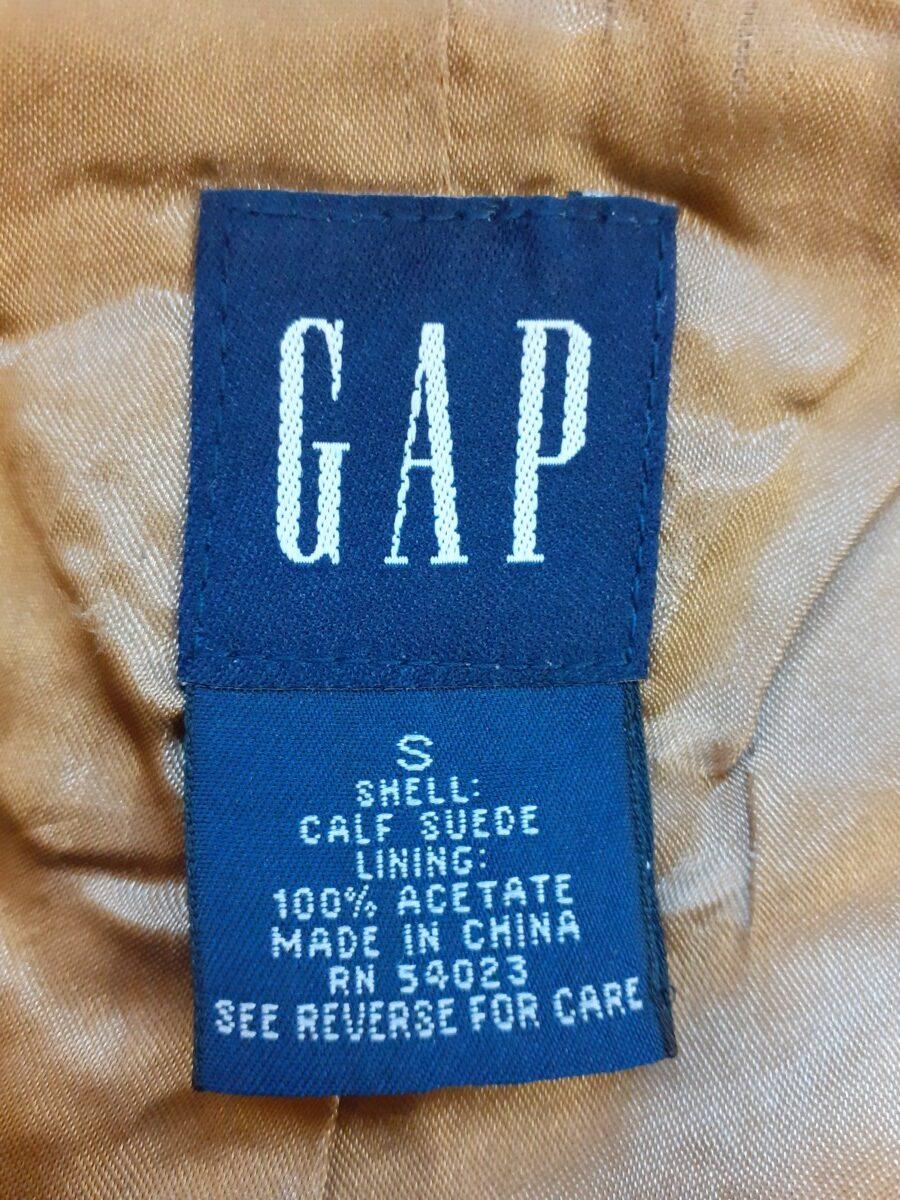 GAP
S
SHELL:
CALF SUEDE
LINING:
100% ACETATE
MADE IN CHINA
RN 54023
SEE REVERSE FOR CARE